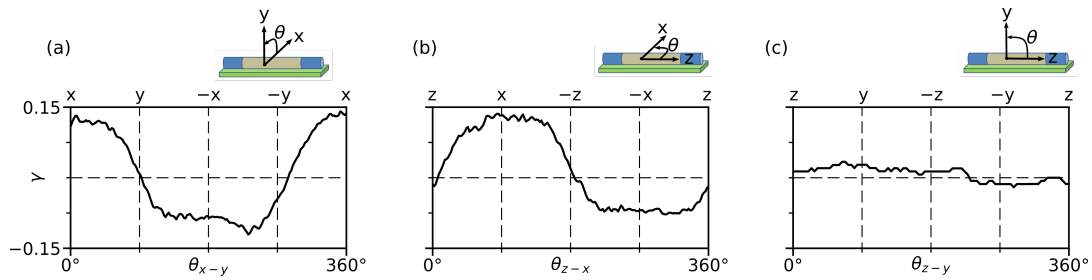 (a)
y
θ
x
x y −x −y x
0.15
γ
−0.15
0° θx−y 360°
(b)
x
θ
z
z x −z −x z
0° θz−x 360°
(c)
y
θ
z
z y −z −y z
0° θz−y 360°